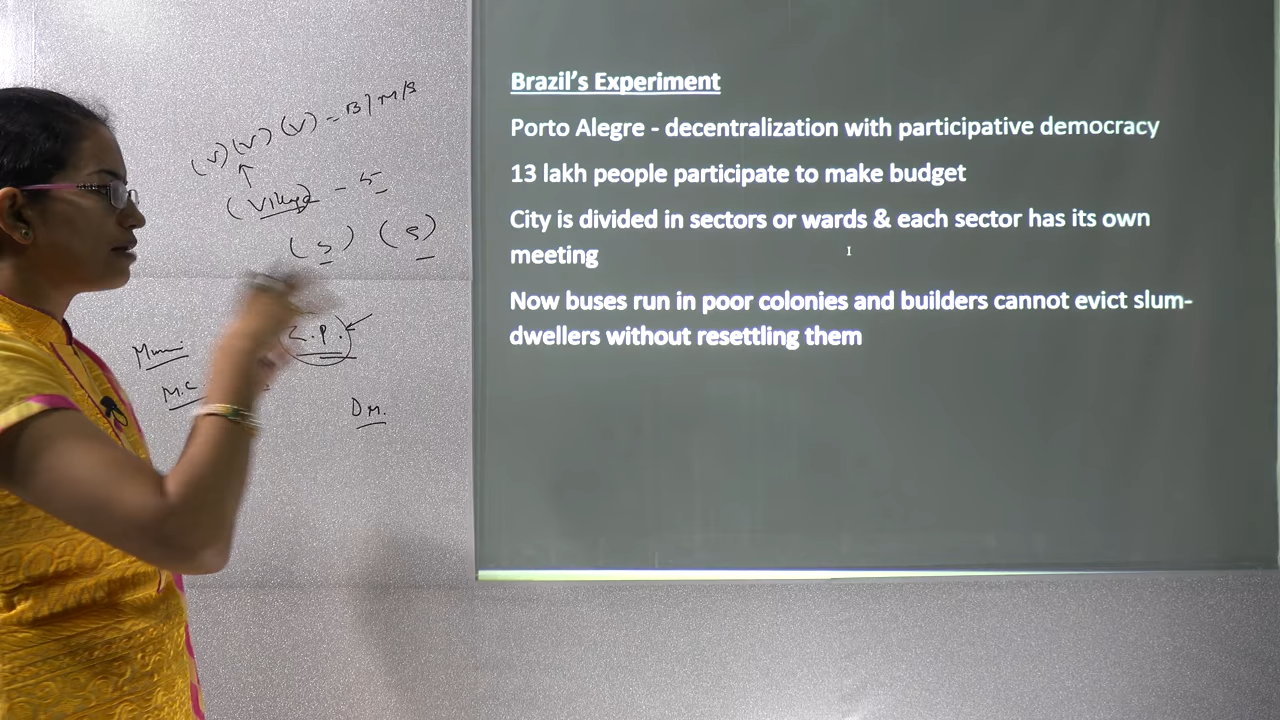 (V) (V) (V) = B/M/B
(Village - 5
(S) (S)
Z.P.
M.C
D M.
Brazil's Experiment
Porto Alegre - decentralization with participative democracy
13 lakh people participate to make budget
City is divided in sectors or wards & each sector has its own
meeting
Now buses run in poor colonies and builders cannot evict slum-
dwellers without resettling them